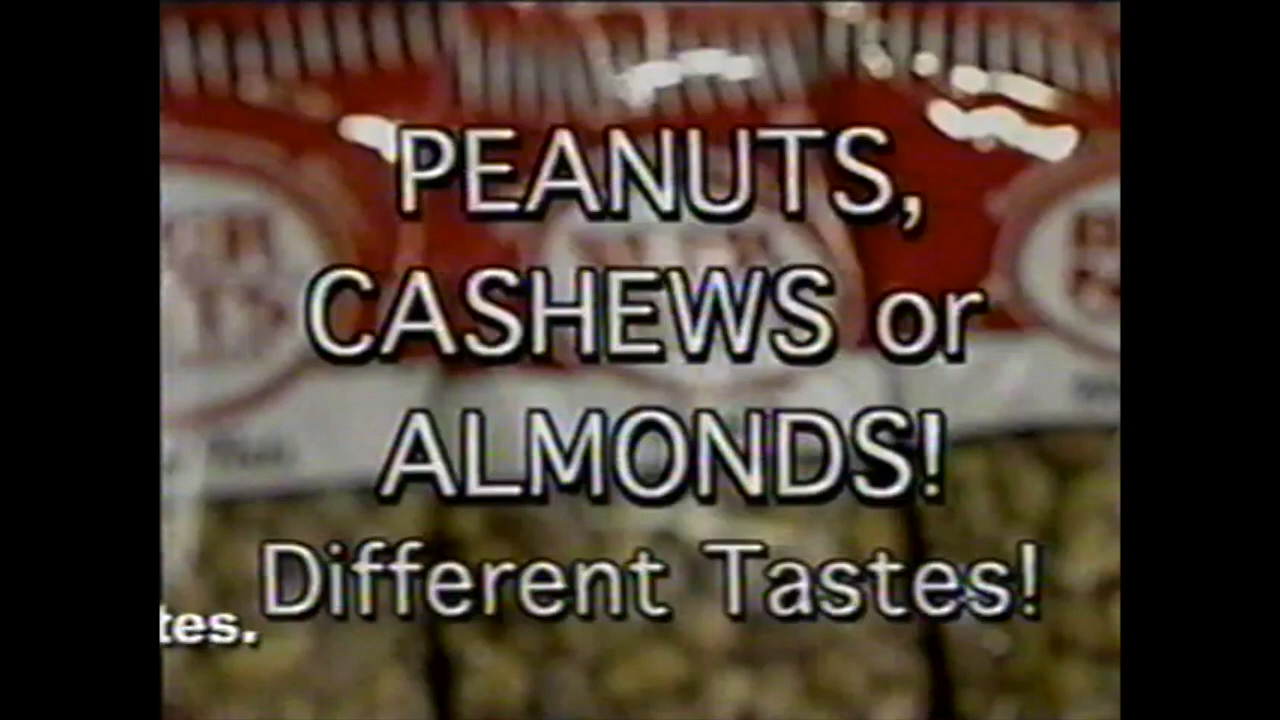 PEANUTS,
CASHEWS or
ALMONDS!
Different Tastes!
tes.